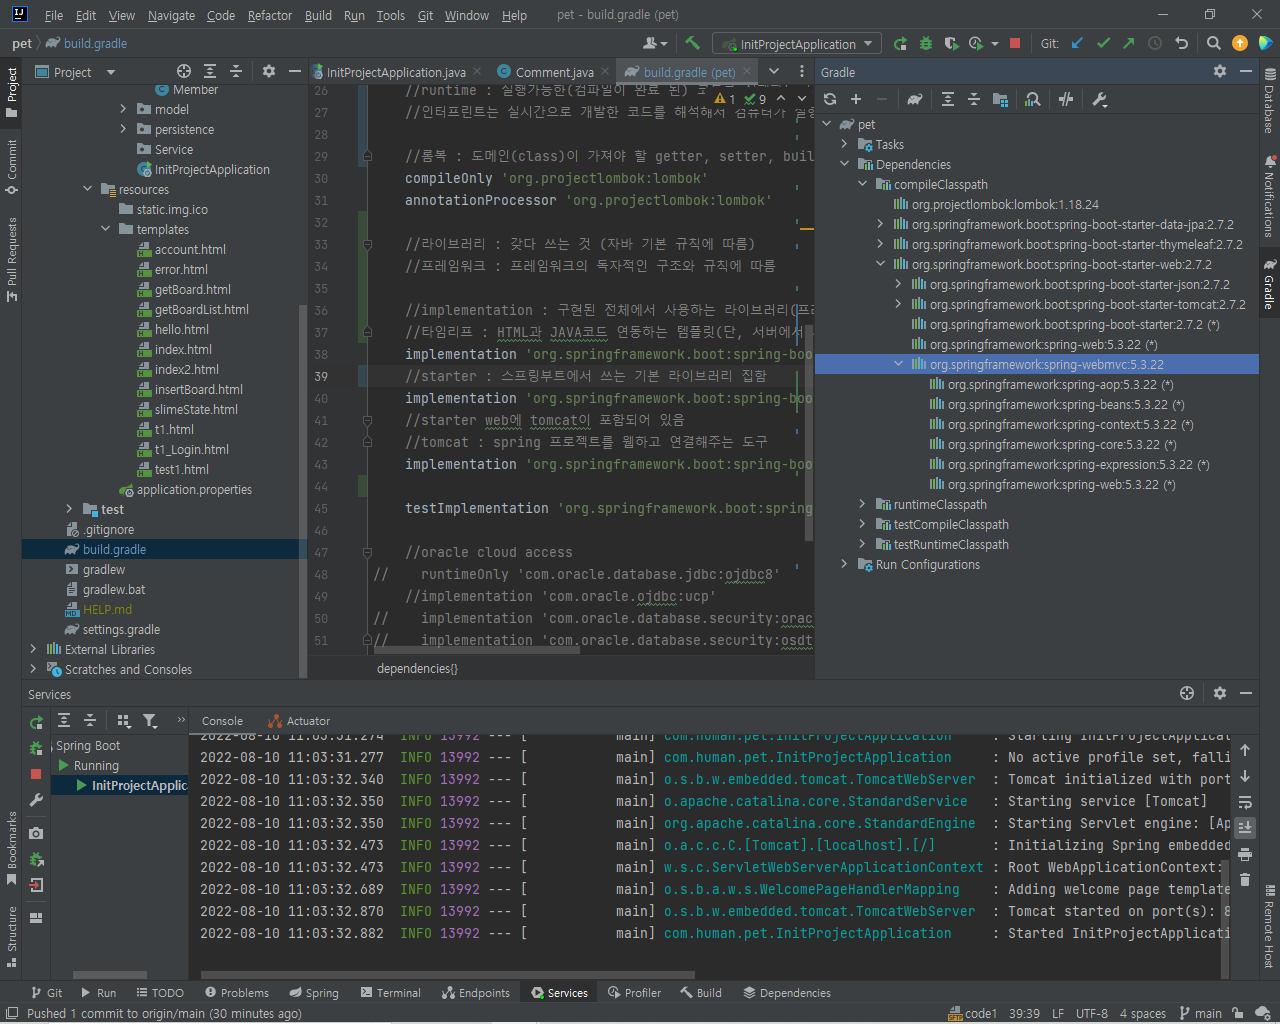 File Edit View Navigate Code Refactor Build Run Tools Git Window Help pet - build.gradle (pet)
pet build.gradle InitProjectApplication Git:
Project InitProjectApplication.java Comment.java build.gradle (pet) Gradle
Project
Commit
Pull Requests
Bookmarks
Structure
Member
model
persistence
Service
InitProjectApplication
resources
static.img.ico
templates
account.html
error.html
getBoard.html
getBoardList.html
hello.html
index.html
index2.html
insertBoard.html
slimeState.html
t1.html
t1_Login.html
test1.html
application.properties
test
.gitignore
build.gradle
gradlew
gradlew.bat
HELP.md
settings.gradle
External Libraries
Scratches and Consoles
1 9
26 //runtime : 실행가능한(컴파일이 완료 된)
27 //인터프린트는 실시간으로 개발한 코드를 해석해서 컴퓨터가
28
29 //롬복 : 도메인(class)이 가져야 할 getter, setter, buil
30 compileOnly 'org.projectlombok:lombok'
31 annotationProcessor 'org.projectlombok:lombok'
32
33 //라이브러리 : 갖다 쓰는 것 (자바 기본 규칙에 따름)
34 //프레임워크 : 프레임워크의 독자적인 구조와 규칙에 따름
35
36 //implementation : 구현된 전체에서 사용하는 라이브러리(프러
37 //타임리프 : HTML과 JAVA코드 연동하는 템플릿(단, 서버에서
38 implementation 'org.springframework.boot:spring-boo
39 //starter : 스프링부트에서 쓰는 기본 라이브러리 집함
40 implementation 'org.springframework.boot:spring-boo
41 //starter web에 tomcat이 포함되어 있음
42 //tomcat : spring 프로젝트를 웹하고 연결해주는 도구
43 implementation 'org.springframework.boot:spring-boo
44
45 testImplementation 'org.springframework.boot:spring
46
47 //oracle cloud access
48 // runtimeOnly 'com.oracle.database.jdbc:ojdbc8'
49 //implementation 'com.oracle.ojdbc:ucp'
50 // implementation 'com.oracle.database.security:orac
51 // implementation 'com.oracle.database.security:osdt
dependencies{}
pet
Tasks
Dependencies
compileClasspath
org.projectlombok:lombok:1.18.24
org.springframework.boot:spring-boot-starter-data-jpa:2.7.2
org.springframework.boot:spring-boot-starter-thymeleaf:2.7.2
org.springframework.boot:spring-boot-starter-web:2.7.2
org.springframework.boot:spring-boot-starter-json:2.7.2
org.springframework.boot:spring-boot-starter-tomcat:2.7.2
org.springframework.boot:spring-boot-starter:2.7.2 (*)
org.springframework:spring-web:5.3.22 (*)
org.springframework:spring-webmvc:5.3.22
org.springframework:spring-aop:5.3.22 (*)
org.springframework:spring-beans:5.3.22 (*)
org.springframework:spring-context:5.3.22 (*)
org.springframework:spring-core:5.3.22 (*)
org.springframework:spring-expression:5.3.22 (*)
org.springframework:spring-web:5.3.22 (*)
runtimeClasspath
testCompileClasspath
testRuntimeClasspath
Run Configurations
Database
Notifications
Gradle
Remote Host
Services
Console Actuator
Spring Boot
Running
InitProjectApplic
2022-08-10 11:03:31.274 INFO 13992 --- [ main] com.human.pet.InitProjectApplication : Starting InitProjectApplicat
2022-08-10 11:03:31.277 INFO 13992 --- [ main] com.human.pet.InitProjectApplication : No active profile set, falli
2022-08-10 11:03:32.340 INFO 13992 --- [ main] o.s.b.w.embedded.tomcat.TomcatWebServer : Tomcat initialized with port
2022-08-10 11:03:32.350 INFO 13992 --- [ main] o.apache.catalina.core.StandardService : Starting service [Tomcat]
2022-08-10 11:03:32.350 INFO 13992 --- [ main] org.apache.catalina.core.StandardEngine : Starting Servlet engine: [Ap
2022-08-10 11:03:32.473 INFO 13992 --- [ main] o.a.c.c.C.[Tomcat].[localhost].[/] : Initializing Spring embedded
2022-08-10 11:03:32.473 INFO 13992 --- [ main] w.s.c.ServletWebServerApplicationContext : Root WebApplicationContext:
2022-08-10 11:03:32.689 INFO 13992 --- [ main] o.s.b.a.w.s.WelcomePageHandlerMapping : Adding welcome page template
2022-08-10 11:03:32.870 INFO 13992 --- [ main] o.s.b.w.embedded.tomcat.TomcatWebServer : Tomcat started on port(s): 8
2022-08-10 11:03:32.882 INFO 13992 --- [ main] com.human.pet.InitProjectApplication : Started InitProjectApplicati
Git Run TODO Problems Spring Terminal Endpoints Services Profiler Build Dependencies
Pushed 1 commit to origin/main (30 minutes ago) code1 39:39 LF UTF-8 4 spaces main